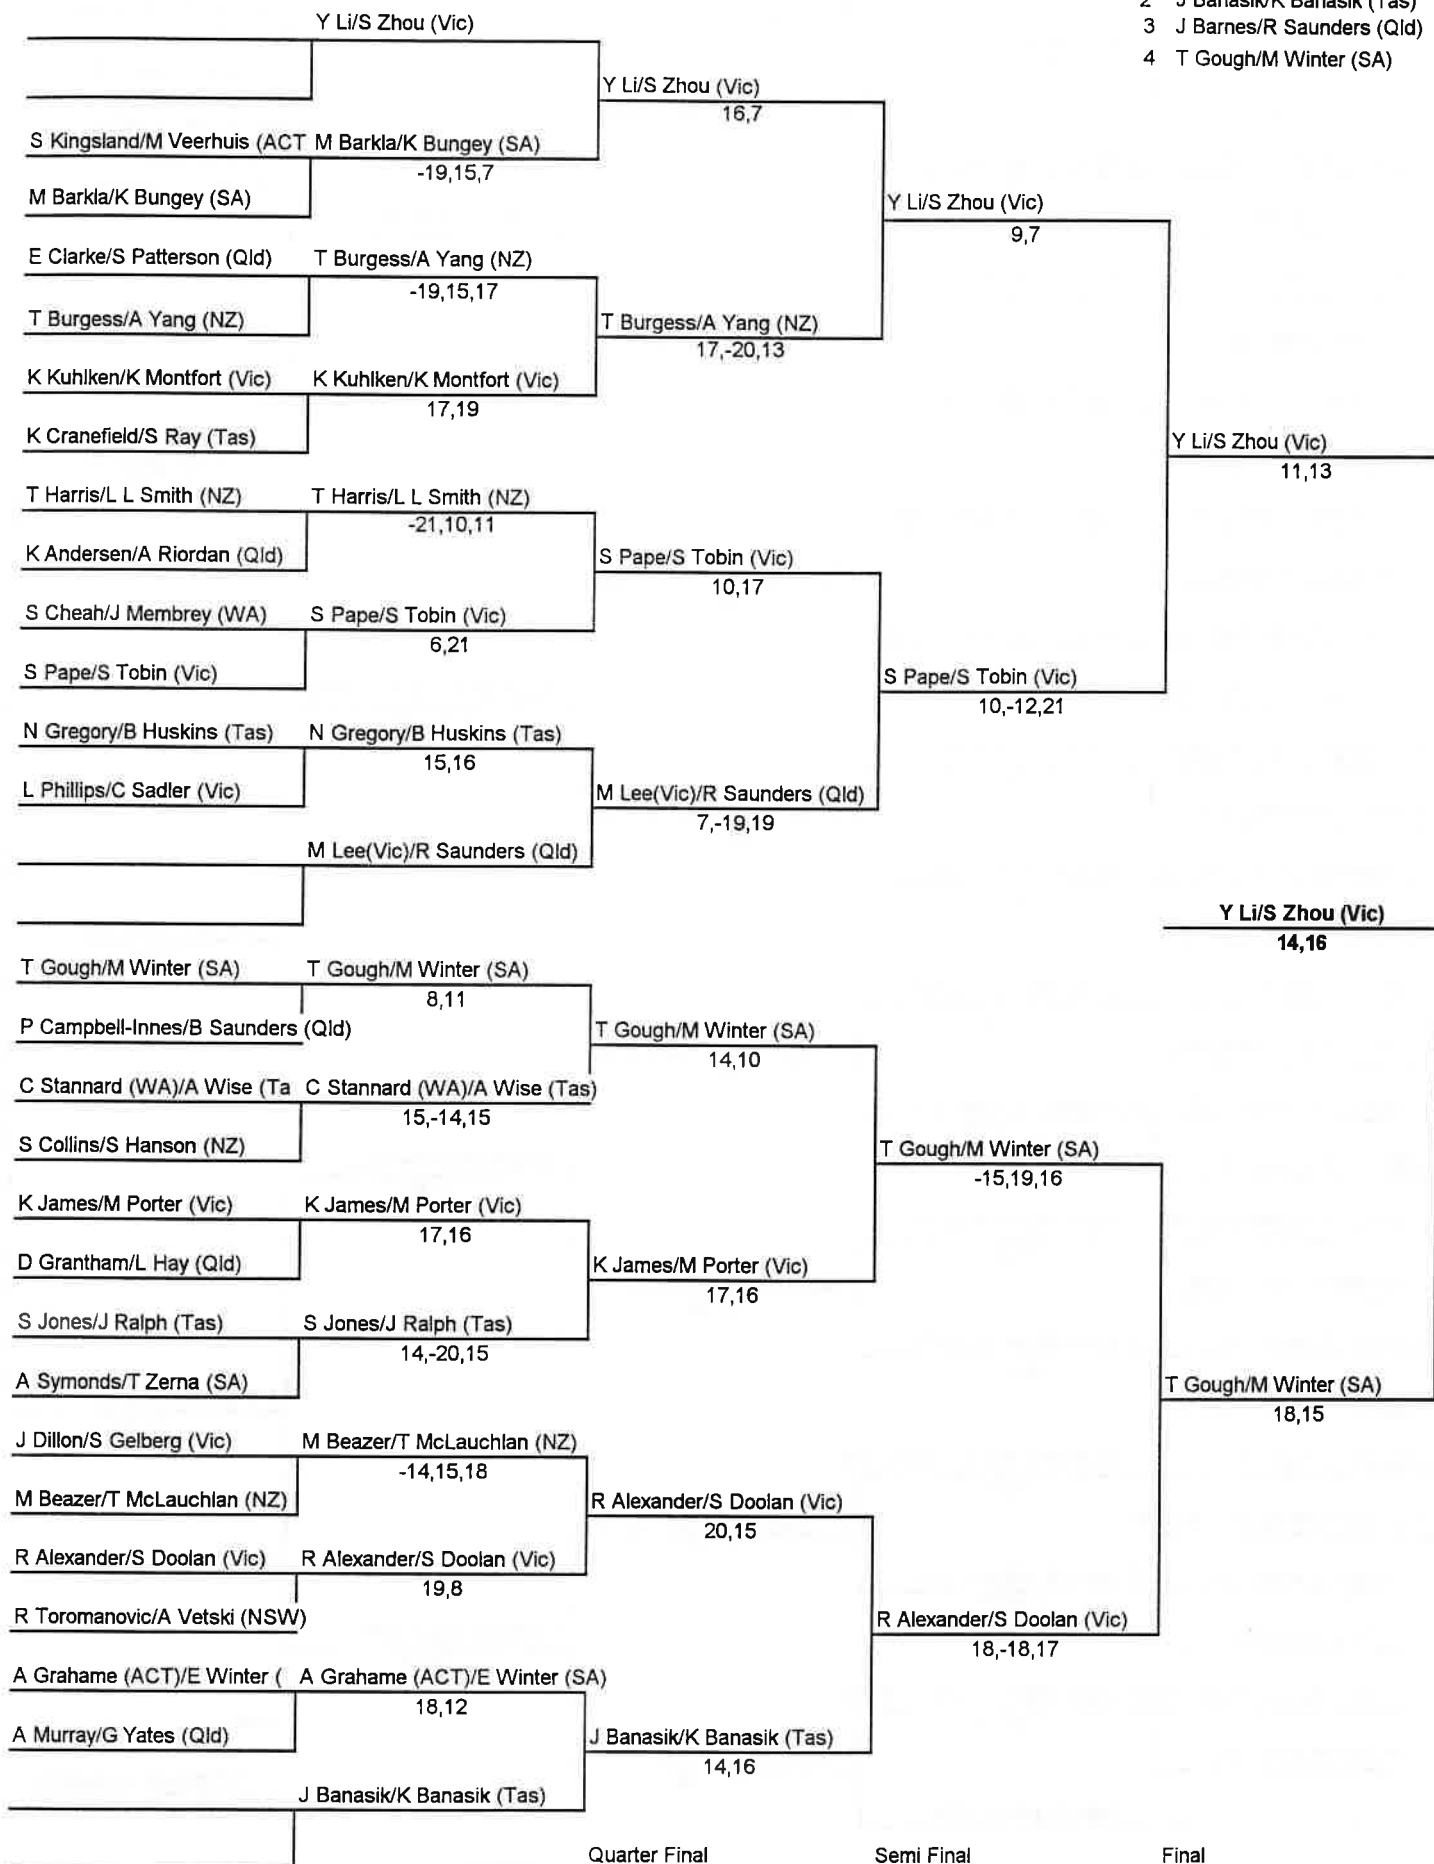 2 J Banasik/K Banasik (Tas)
Y Li/S Zhou (Vic)
3 J Barnes/R Saunders (Qld)
4 T Gough/M Winter (SA)
Y Li/S Zhou (Vic)
16,7
S Kingsland/M Veerhuis (ACT M Barkla/K Bungey (SA)
-19,15,7
M Barkla/K Bungey (SA)
Y Li/S Zhou (Vic)
9,7
E Clarke/S Patterson (Qld) T Burgess/A Yang (NZ)
-19,15,17
T Burgess/A Yang (NZ)
T Burgess/A Yang (NZ)
17,-20,13
K Kuhlken/K Montfort (Vic) K Kuhlken/K Montfort (Vic)
17,19
K Cranefield/S Ray (Tas)
Y Li/S Zhou (Vic)
11,13
T Harris/L L Smith (NZ) T Harris/L L Smith (NZ)
-21,10,11
K Andersen/A Riordan (Qld)
S Pape/S Tobin (Vic)
10,17
S Cheah/J Membrey (WA) S Pape/S Tobin (Vic)
6,21
S Pape/S Tobin (Vic)
S Pape/S Tobin (Vic)
10,-12,21
N Gregory/B Huskins (Tas) N Gregory/B Huskins (Tas)
15,16
L Phillips/C Sadler (Vic)
M Lee(Vic)/R Saunders (Qld)
7,-19,19
M Lee(Vic)/R Saunders (Qld)
Y Li/S Zhou (Vic)
14,16
T Gough/M Winter (SA) T Gough/M Winter (SA)
8,11
P Campbell-Innes/B Saunders (Qld)
T Gough/M Winter (SA)
14,10
C Stannard (WA)/A Wise (Ta C Stannard (WA)/A Wise (Tas)
15,-14,15
S Collins/S Hanson (NZ)
T Gough/M Winter (SA)
-15,19,16
K James/M Porter (Vic) K James/M Porter (Vic)
17,16
D Grantham/L Hay (Qld)
K James/M Porter (Vic)
17,16
S Jones/J Ralph (Tas) S Jones/J Ralph (Tas)
14,-20,15
A Symonds/T Zerna (SA)
T Gough/M Winter (SA)
18,15
J Dillon/S Gelberg (Vic) M Beazer/T McLauchlan (NZ)
-14,15,18
M Beazer/T McLauchlan (NZ)
R Alexander/S Doolan (Vic)
20,15
R Alexander/S Doolan (Vic) R Alexander/S Doolan (Vic)
19,8
R Toromanovic/A Vetski (NSW)
R Alexander/S Doolan (Vic)
18,-18,17
A Grahame (ACT)/E Winter ( A Grahame (ACT)/E Winter (SA)
18,12
A Murray/G Yates (Qld)
J Banasik/K Banasik (Tas)
14,16
J Banasik/K Banasik (Tas)
Quarter Final Semi Final Final